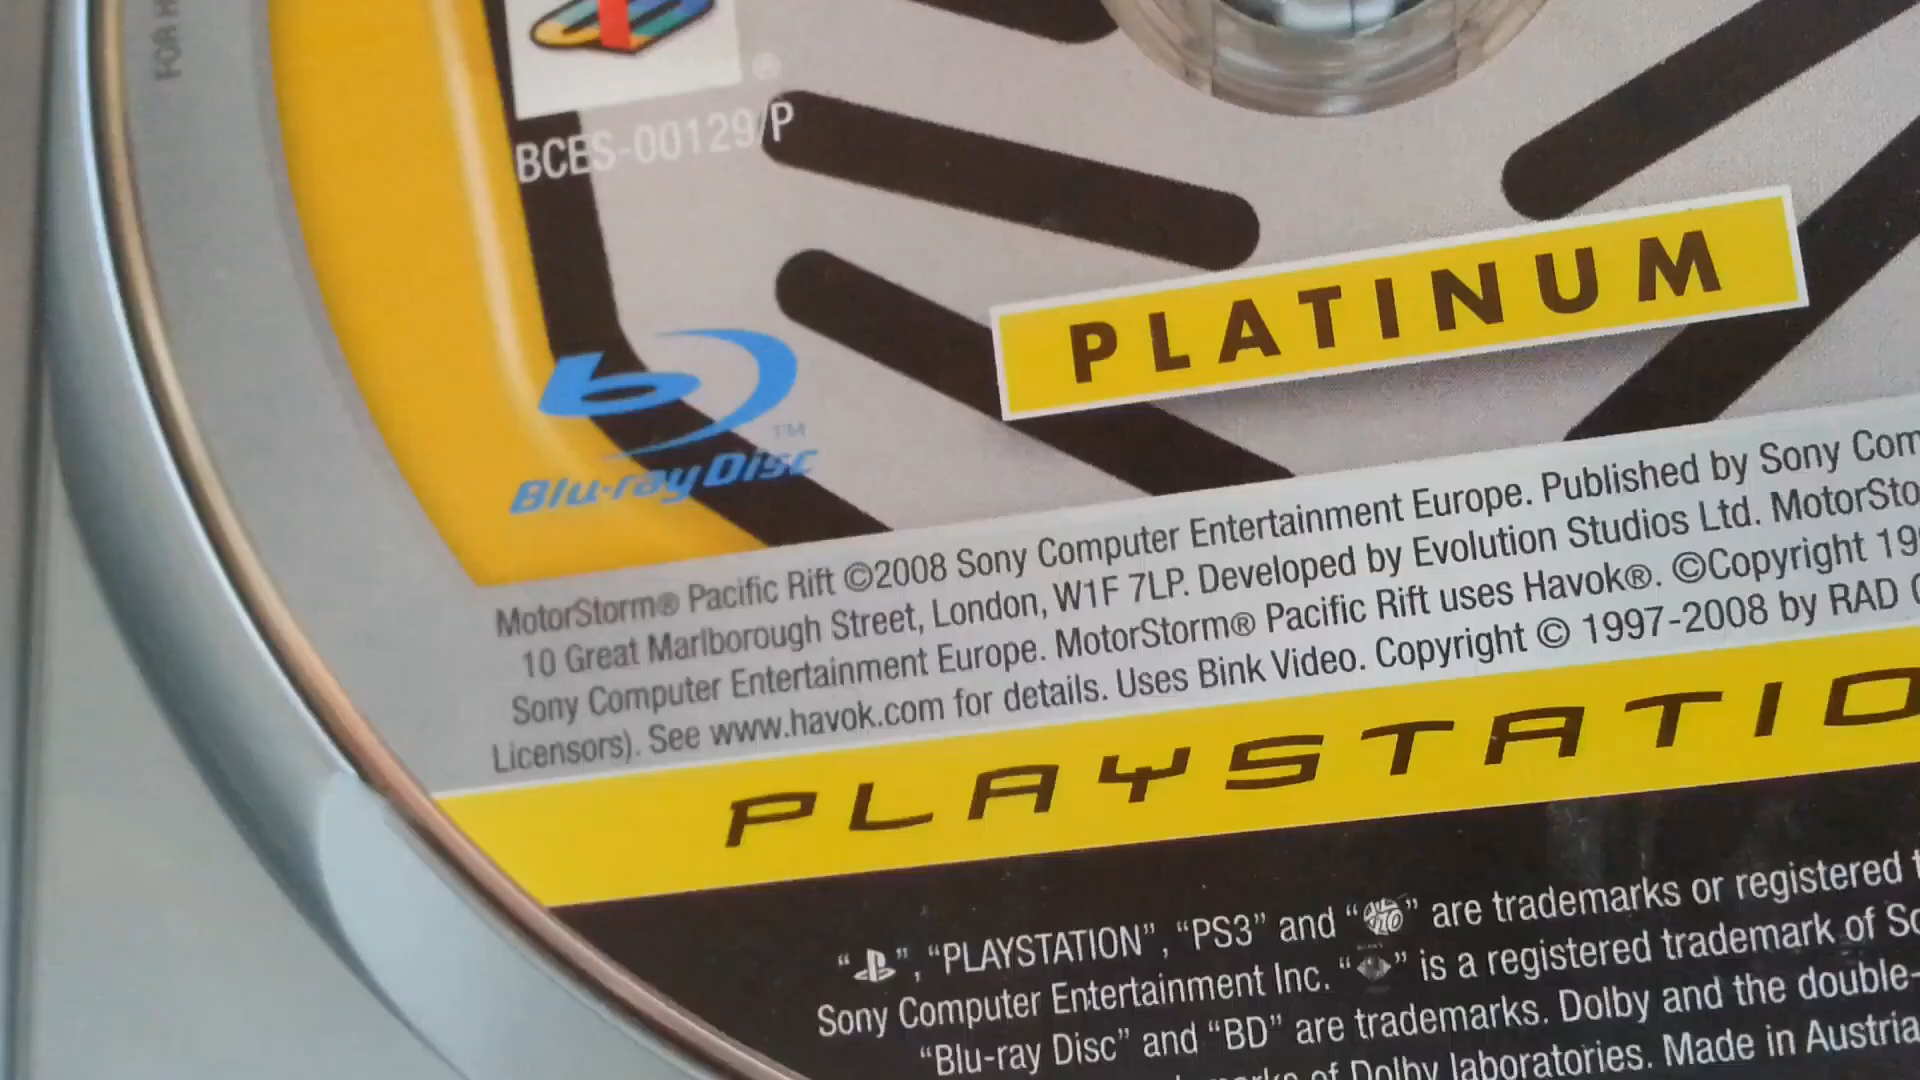 FOR H
BCES-00129/P
PLATINUM
TM
Blu-ray Disc
MotorStorm® Pacific Rift ©2008 Sony Computer Entertainment Europe. Published by Sony Com
10 Great Marlborough Street, London, W1F 7LP. Developed by Evolution Studios Ltd. MotorSto
Sony Computer Entertainment Europe. MotorStorm® Pacific Rift uses Havok®. ©Copyright 19
Licensors). See www.havok.com for details. Uses Bink Video. Copyright © 1997-2008 by RAD
PLAYSTATIO
“ ”, “PLAYSTATION”, “PS3” and “ ” are trademarks or registered t
Sony Computer Entertainment Inc. “ ” is a registered trademark of So
“Blu-ray Disc” and “BD” are trademarks. Dolby and the double-
of Dolby laboratories. Made in Austria